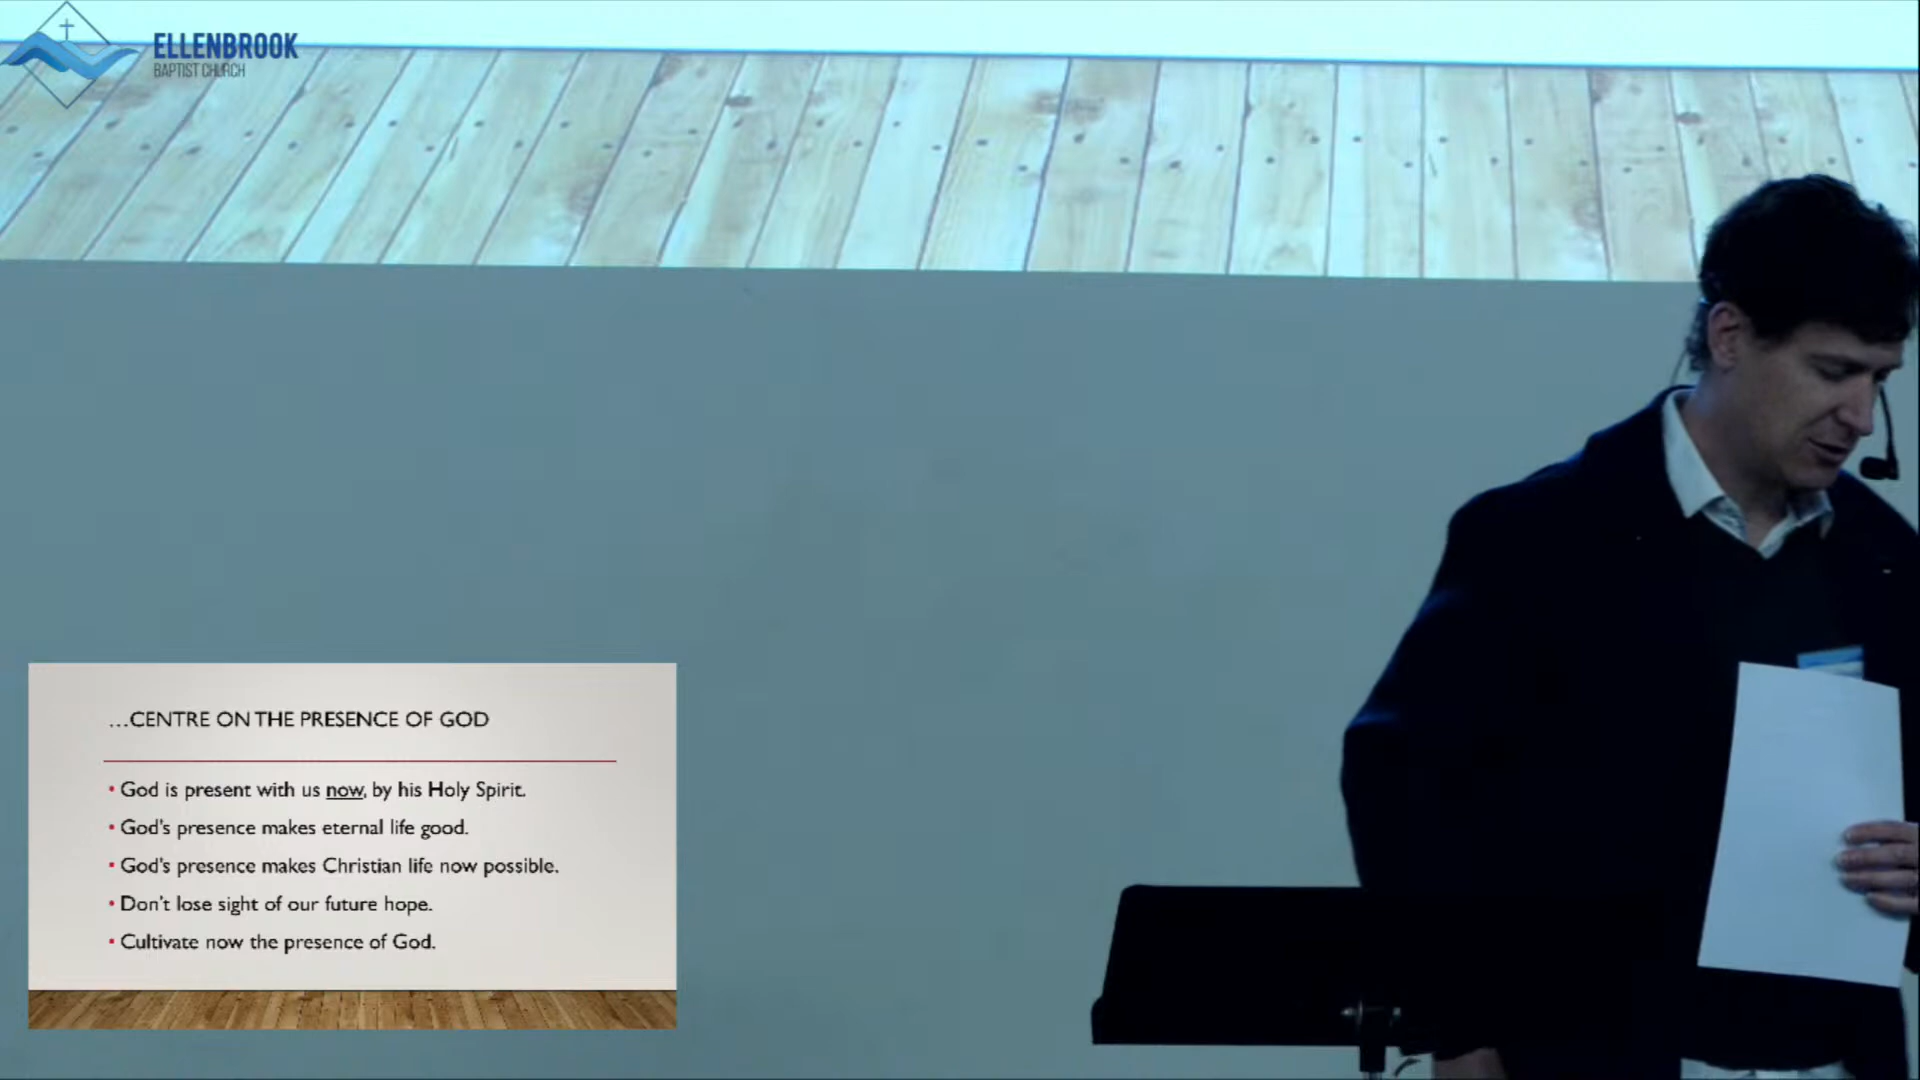 ELLENBROOK
BAPTIST CHURCH
...CENTRE ON THE PRESENCE OF GOD
• God is present with us now, by his Holy Spirit.
• God's presence makes eternal life good.
• God's presence makes Christian life now possible.
• Don't lose sight of our future hope.
• Cultivate now the presence of God.